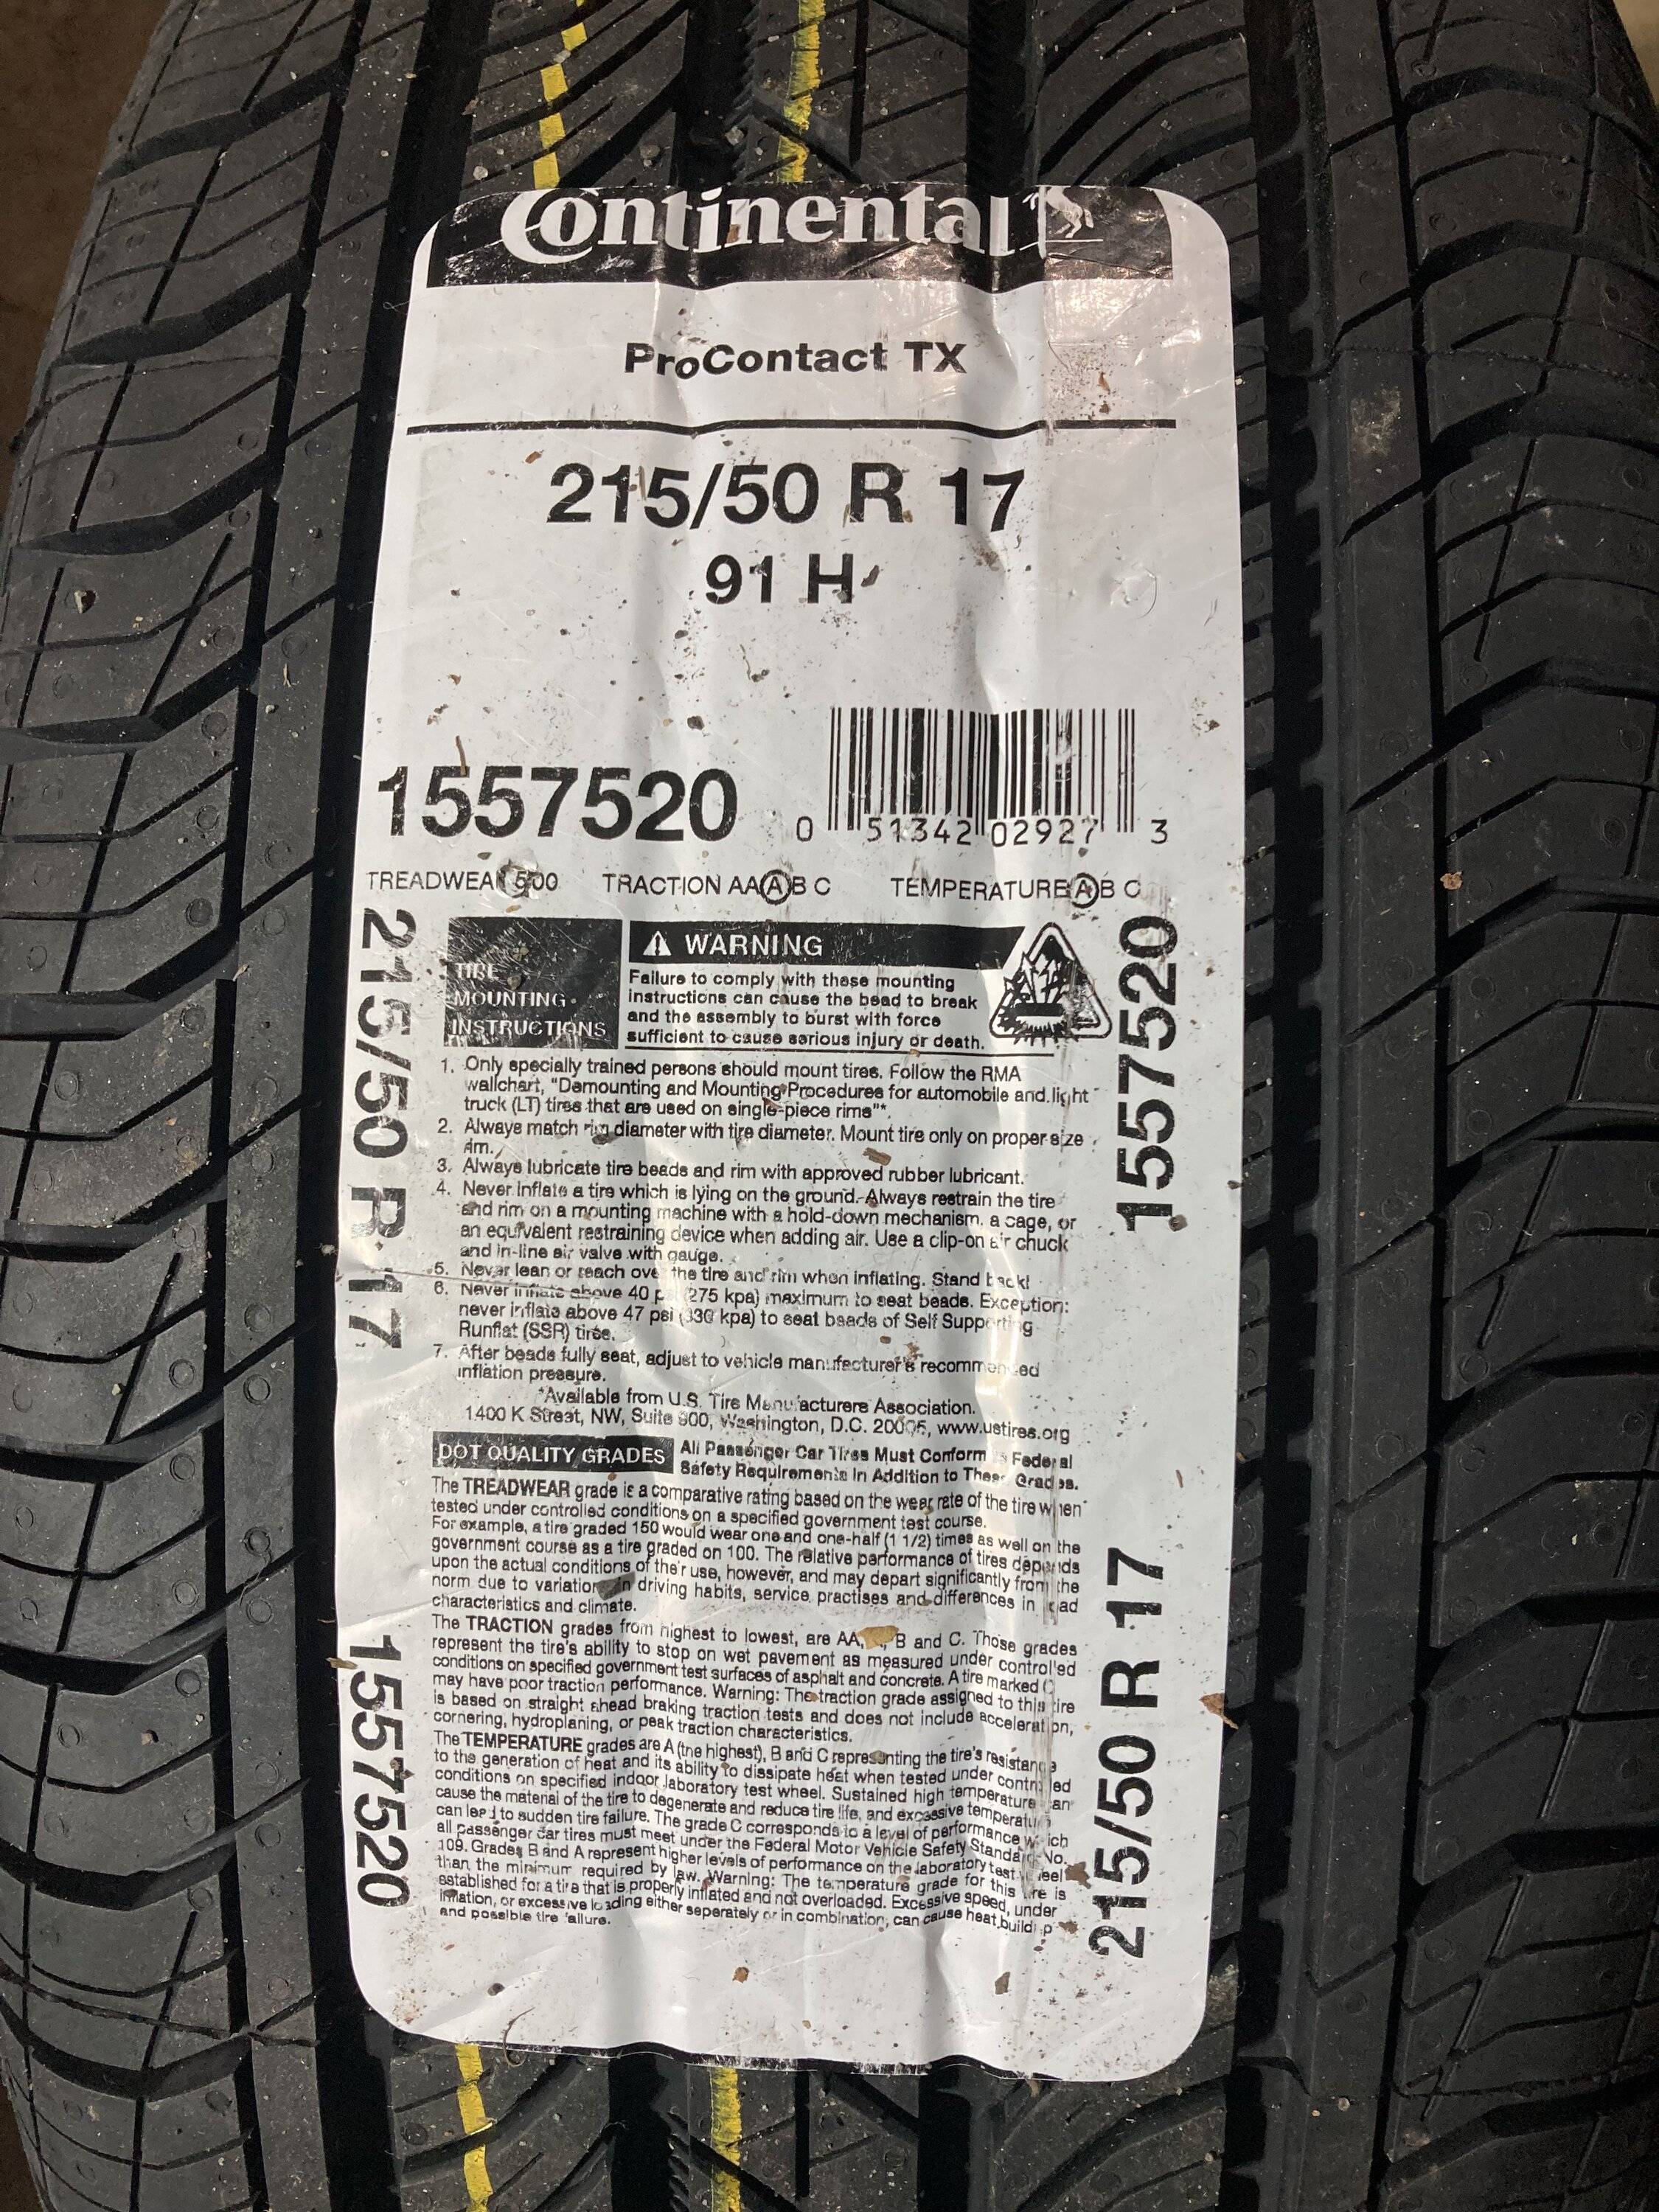 Continental
ProContact TX
215/50 R 17
91 H
1557520
0 51342 02927 3
TREADWEAR 500 TRACTION AA A B C TEMPERATURE A B C
215/50 R 17
1557520
TIRE
MOUNTING
INSTRUCTIONS
WARNING
Failure to comply with these mounting
instructions can cause the bead to break
and the assembly to burst with force
sufficient to cause serious injury or death.
1. Only specially trained persons should mount tires. Follow the RMA
wallchart, "Demounting and Mounting Procedures for automobile and light
truck (LT) tires that are used on single-piece rims"*.
2. Always match rim diameter with tire diameter. Mount tire only on proper size
rim.
3. Always lubricate tire beads and rim with approved rubber lubricant.
4. Never inflate a tire which is lying on the ground. Always restrain the tire
and rim on a mounting machine with a hold-down mechanism, a cage, or
an equivalent restraining device when adding air. Use a clip-on air chuck
and in-line air valve with gauge.
5. Never lean or reach over the tire and rim when inflating. Stand back!
6. Never inflate above 40 psi (275 kpa) maximum to seat beads. Exception:
never inflate above 47 psi (330 kpa) to seat beads of Self Supporting
Runflat (SSR) tires.
7. After beads fully seat, adjust to vehicle manufacturer's recommended
inflation pressure.
*Available from U.S. Tire Manufacturers Association.
1400 K Street, NW, Suite 900, Washington, D.C. 20005, www.ustires.org
DOT QUALITY GRADES
All Passenger Car Tires Must Conform to Federal
Safety Requirements In Addition to These Grades.
The TREADWEAR grade is a comparative rating based on the wear rate of the tire when
tested under controlled conditions on a specified government test course.
For example, a tire graded 150 would wear one and one-half (1 1/2) times as well on the
government course as a tire graded on 100. The relative performance of tires depends
upon the actual conditions of their use, however, and may depart significantly from the
norm due to variation in driving habits, service practises and differences in road
characteristics and climate.
The TRACTION grades from highest to lowest, are AA, A, B and C. Those grades
represent the tire's ability to stop on wet pavement as measured under controlled
conditions on specified government test surfaces of asphalt and concrete. A tire marked C
may have poor traction performance. Warning: The traction grade assigned to this tire
is based on straight ahead braking traction tests and does not include acceleration,
cornering, hydroplaning, or peak traction characteristics.
The TEMPERATURE grades are A (the highest), B and C representing the tire's resistance
to the generation of heat and its ability to dissipate heat when tested under controlled
conditions on specified indoor laboratory test wheel. Sustained high temperature can
cause the material of the tire to degenerate and reduce tire life, and excessive temperature
can lead to sudden tire failure. The grade C corresponds to a level of performance which
all passenger car tires must meet under the Federal Motor Vehicle Safety Standard No.
109. Grades B and A represent higher levels of performance on the laboratory test wheel
than the minimum required by law. Warning: The temperature grade for this tire is
established for a tire that is properly inflated and not overloaded. Excessive speed, under
inflation, or excessive loading either seperately or in combination, can cause heat buildup
and possible tire failure.
215/50 R 17
1557520